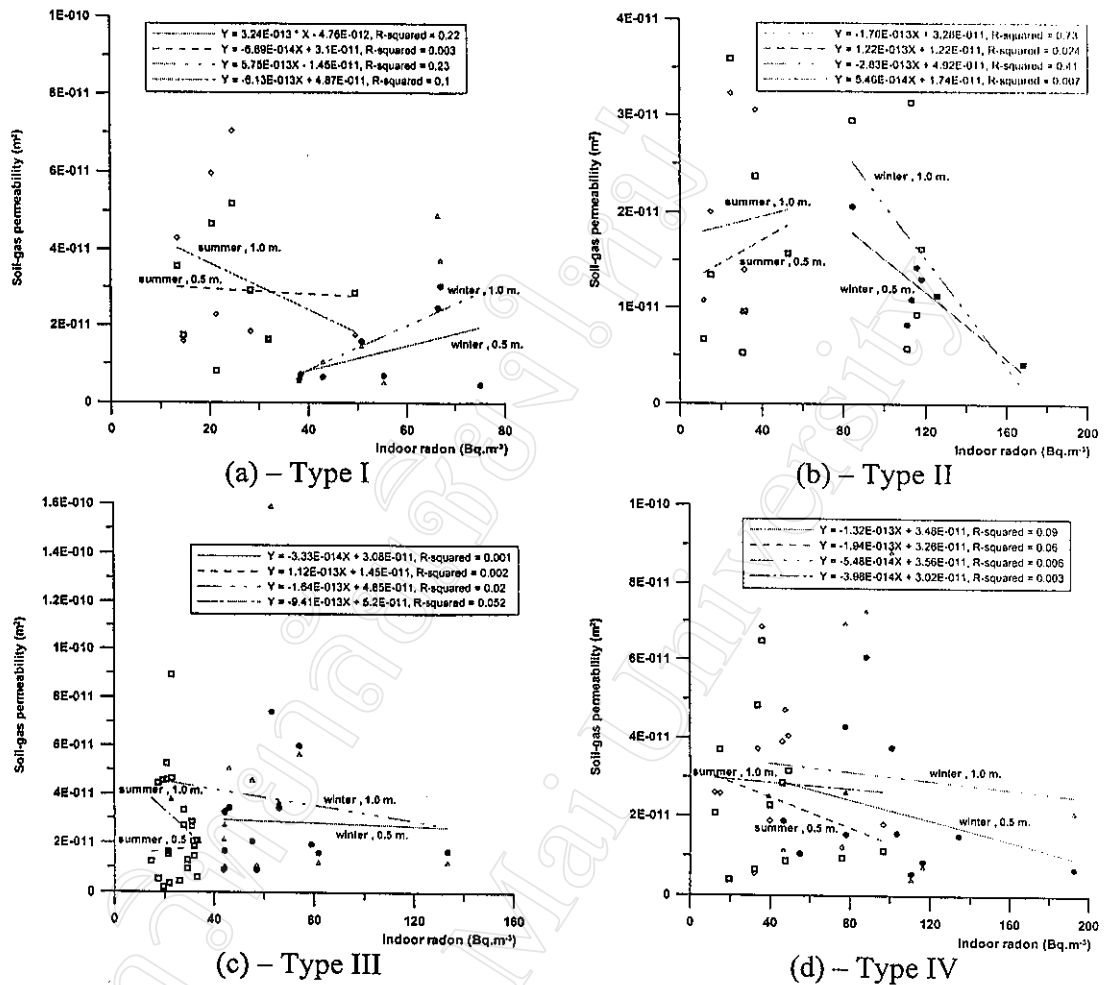 1E-010
8E-011
6E-011
4E-011
2E-011
0
Soil-gas permeability (m²)
Y = 3.24E-013 * X - 4.76E-012, R-squared = 0.22
Y = -6.69E-014X + 3.1E-011, R-squared = 0.003
Y = 5.75E-013X - 1.45E-011, R-squared = 0.23
Y = -6.13E-013X + 4.87E-011, R-squared = 0.1
summer , 1.0 m.
summer , 0.5 m.
winter , 1.0 m.
winter , 0.5 m.
0 20 40 60 80
Indoor radon (Bq.m⁻³)
(a) – Type I
4E-011
3E-011
2E-011
1E-011
0
Soil-gas permeability (m²)
Y = -1.70E-013X + 3.28E-011, R-squared = 0.73
Y = 1.22E-013X + 1.22E-011, R-squared = 0.024
Y = -2.83E-013X + 4.92E-011, R-squared = 0.41
Y = 5.46E-014X + 1.74E-011, R-squared = 0.007
winter , 1.0 m.
summer , 1.0 m.
summer , 0.5 m.
winter , 0.5 m.
0 40 80 120 160 200
Indoor radon (Bq.m⁻³)
(b) – Type II
1.6E-010
1.4E-010
1.2E-010
1E-010
8E-011
6E-011
4E-011
2E-011
0
Soil-gas permeability (m²)
Y = -3.33E-014X + 3.08E-011, R-squared = 0.001
Y = 1.12E-013X + 1.45E-011, R-squared = 0.002
Y = -1.64E-013X + 4.85E-011, R-squared = 0.02
Y = -9.41E-013X + 5.2E-011, R-squared = 0.052
summer , 1.0 m.
winter , 1.0 m.
summer , 0.5
winter , 0.5 m.
0 40 80 120 160
Indoor radon (Bq.m⁻³)
(c) – Type III
1E-010
8E-011
6E-011
4E-011
2E-011
0
Soil-gas permeability (m²)
Y = -1.32E-013X + 3.48E-011, R-squared = 0.09
Y = -1.94E-013X + 3.26E-011, R-squared = 0.06
Y = -5.48E-014X + 3.56E-011, R-squared = 0.006
Y = -3.98E-014X + 3.02E-011, R-squared = 0.003
summer , 1.0 m.
winter , 1.0 m.
summer , 0.5 m.
winter , 0.5 m.
0 40 80 120 160 200
Indoor radon (Bq.m⁻³)
(d) – Type IV
Mai University